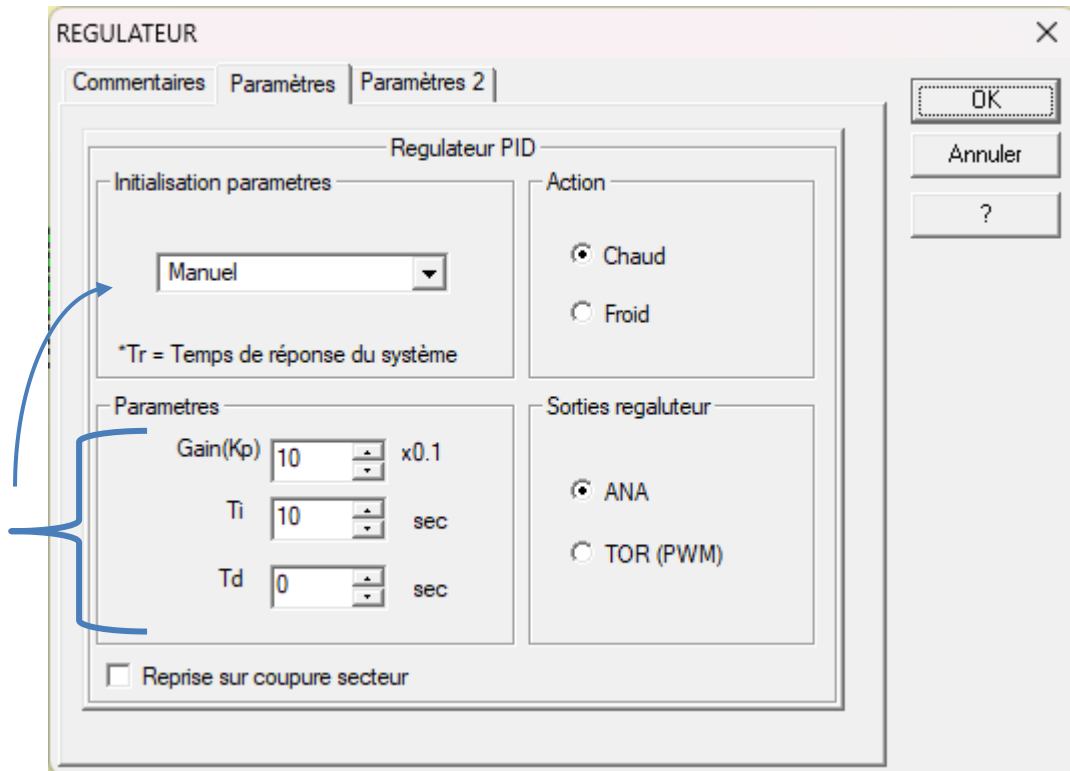 REGULATEUR
Commentaires Paramètres Paramètres 2
OK
Annuler
?
Regulateur PID
Initialisation parametres
Manuel
*Tr = Temps de réponse du système
Action
Chaud
Froid
Parametres
Gain(Kp) 10 x0.1
Ti 10 sec
Td 0 sec
Sorties regaluteur
ANA
TOR (PWM)
Reprise sur coupure secteur